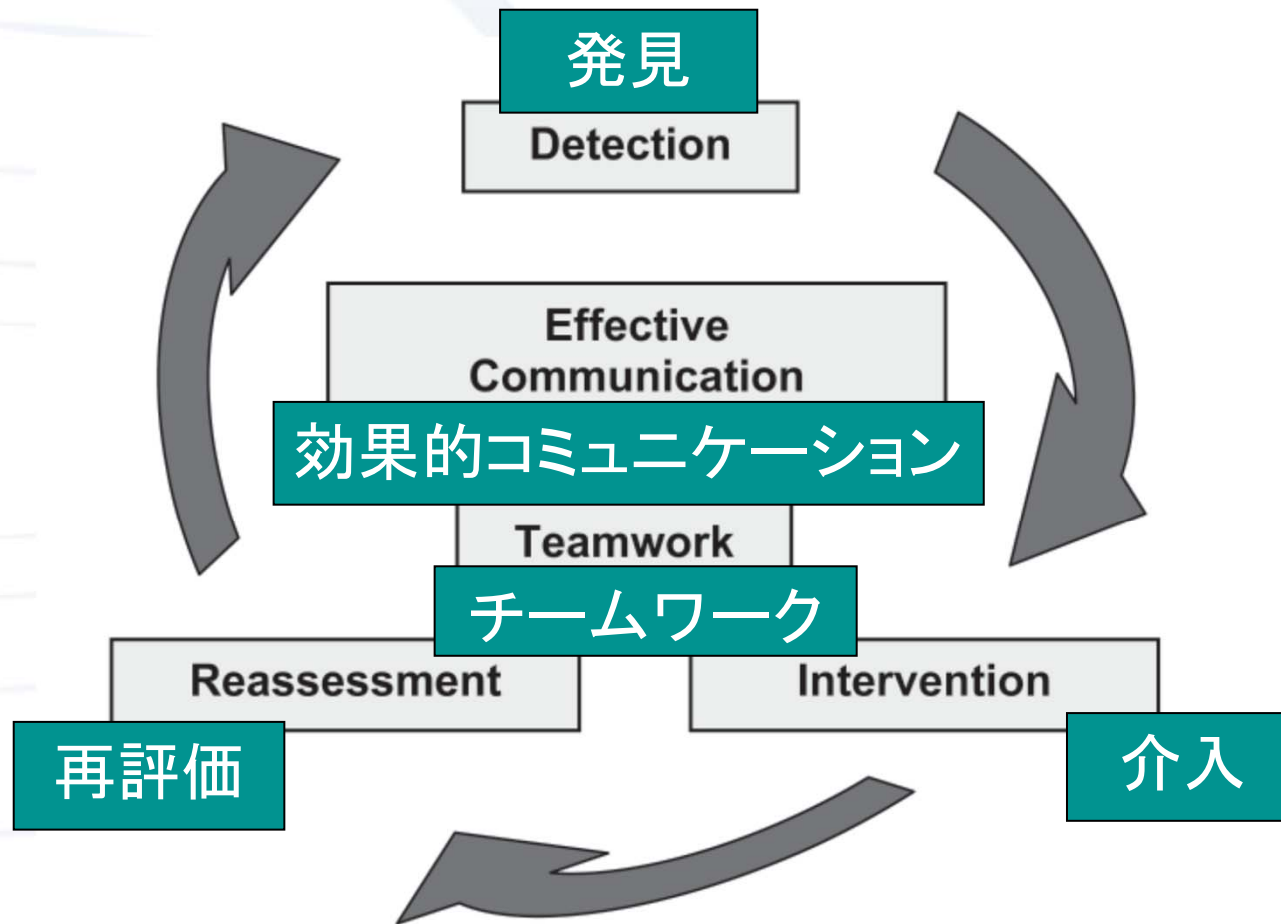 発見
Detection
Effective
Communication
効果的コミュニケーション
Teamwork
チームワーク
Reassessment
Intervention
再評価
介入